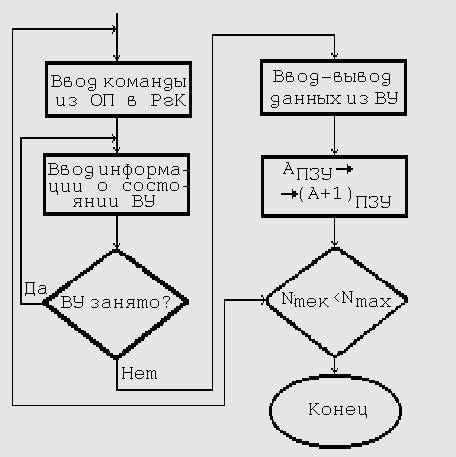 Ввод команды
из ОП в РгК
Ввод информа-
ции о состо-
янии ВУ
ВУ занято?
Да
Нет
Ввод-вывод
данных из ВУ
АПЗУ→
→(А+1)ПЗУ
Nтек<Nmax
Конец